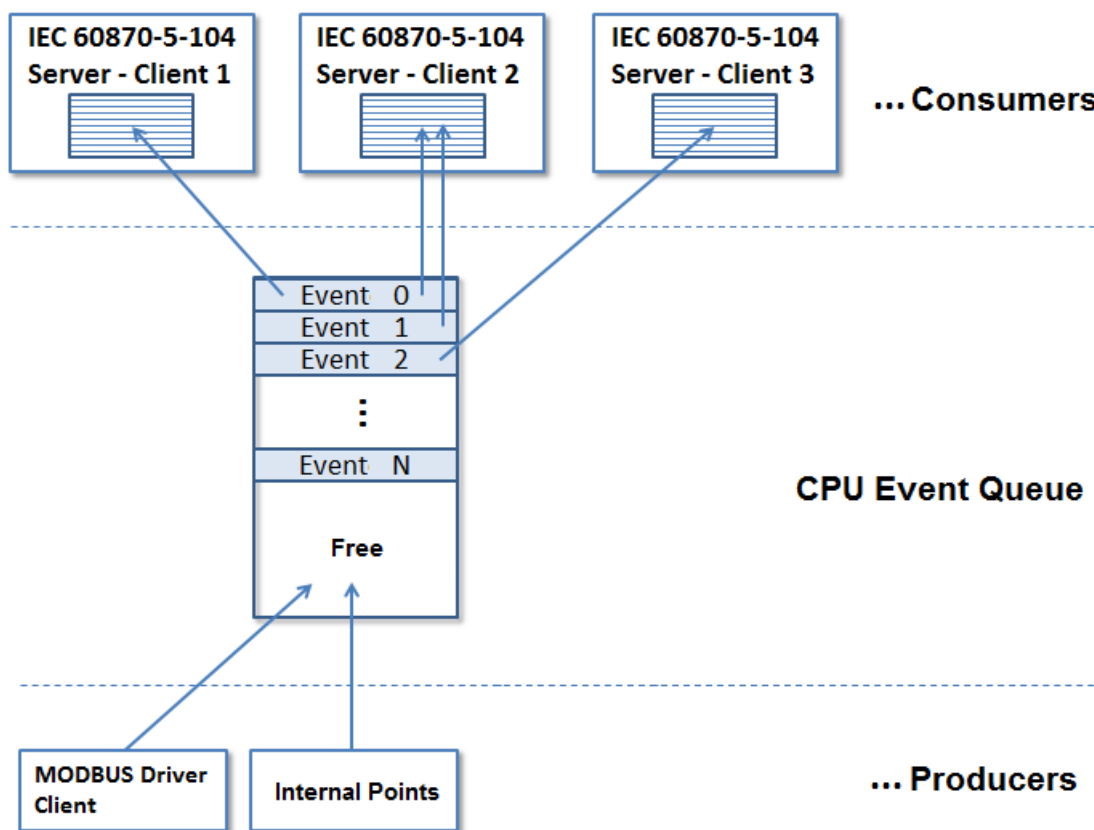 IEC 60870-5-104
Server - Client 1
IEC 60870-5-104
Server - Client 2
IEC 60870-5-104
Server - Client 3
... Consumers
Event 0
Event 1
Event 2
⋮
Event N
Free
CPU Event Queue
MODBUS Driver
Client
Internal Points
... Producers